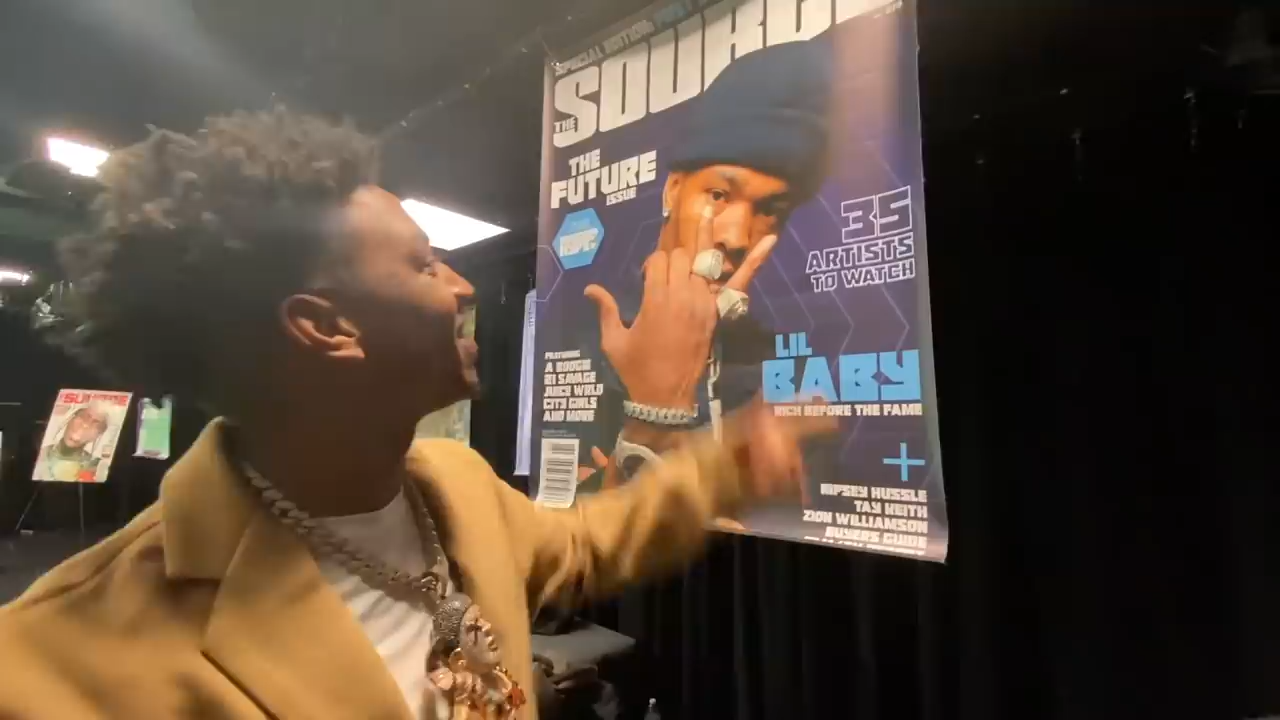 SPECIAL EDITION:
THE SOURCE
THE
FUTURE
ISSUE
35
ARTISTS
TO WATCH
LIL
BABY
RICH BEFORE THE FAME
FEATURING
A BOOGIE
21 SAVAGE
JUICE WRLD
CITY GIRLS
AND MORE
+
NIPSEY HUSSLE
TAY KEITH
ZION WILLIAMSON
BUYERS GUIDE